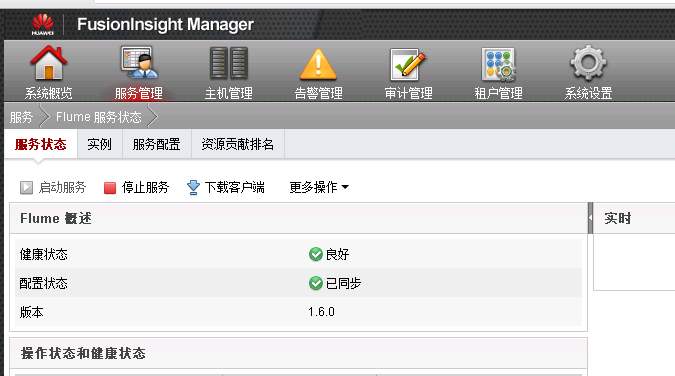 HUAWEI FusionInsight Manager
系统概览 服务管理 主机管理 告警管理 审计管理 租户管理 系统设置
服务 Flume 服务状态
服务状态 实例 服务配置 资源贡献排名
启动服务 停止服务 下载客户端 更多操作
Flume 概述 实时
健康状态 良好
配置状态 已同步
版本 1.6.0
操作状态和健康状态